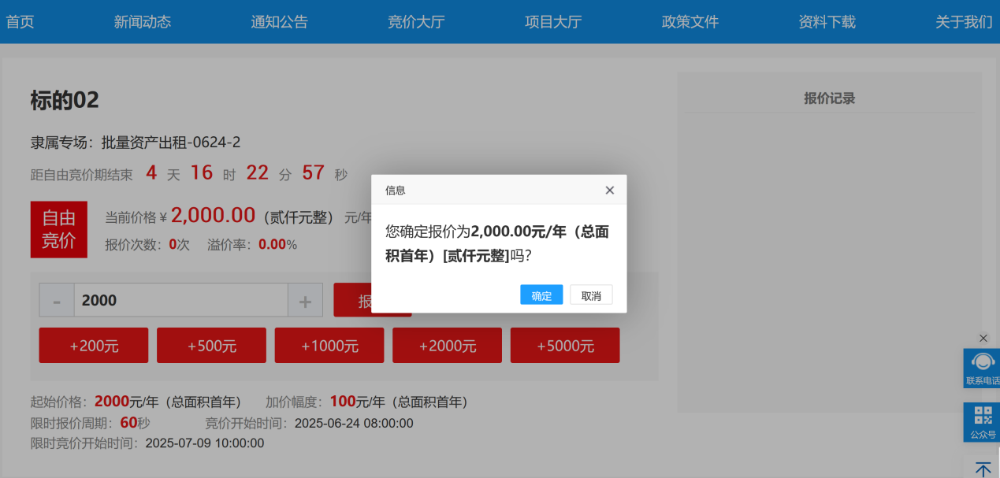 首页 新闻动态 通知公告 竞价大厅 项目大厅 政策文件 资料下载 关于我们
标的02
隶属专场：批量资产出租-0624-2
距自由竞价期结束 4 天 16 时 22 分 57 秒
自由
竞价
当前价格 ¥ 2,000.00（贰仟元整） 元/年
报价次数：0次 溢价率：0.00%
- 2000 + 报
+200元 +500元 +1000元 +2000元 +5000元
起始价格：2000元/年（总面积首年） 加价幅度：100元/年（总面积首年）
限时报价周期：60秒 竞价开始时间：2025-06-24 08:00:00
限时竞价开始时间：2025-07-09 10:00:00
信息
您确定报价为2,000.00元/年（总面
积首年）[贰仟元整]吗？
确定 取消
报价记录
联系电话
公众号